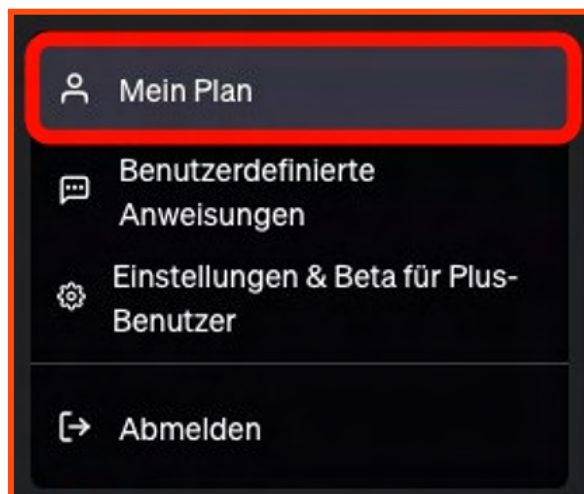 Mein Plan
Benutzerdefinierte
Anweisungen
Einstellungen & Beta für Plus-
Benutzer
Abmelden